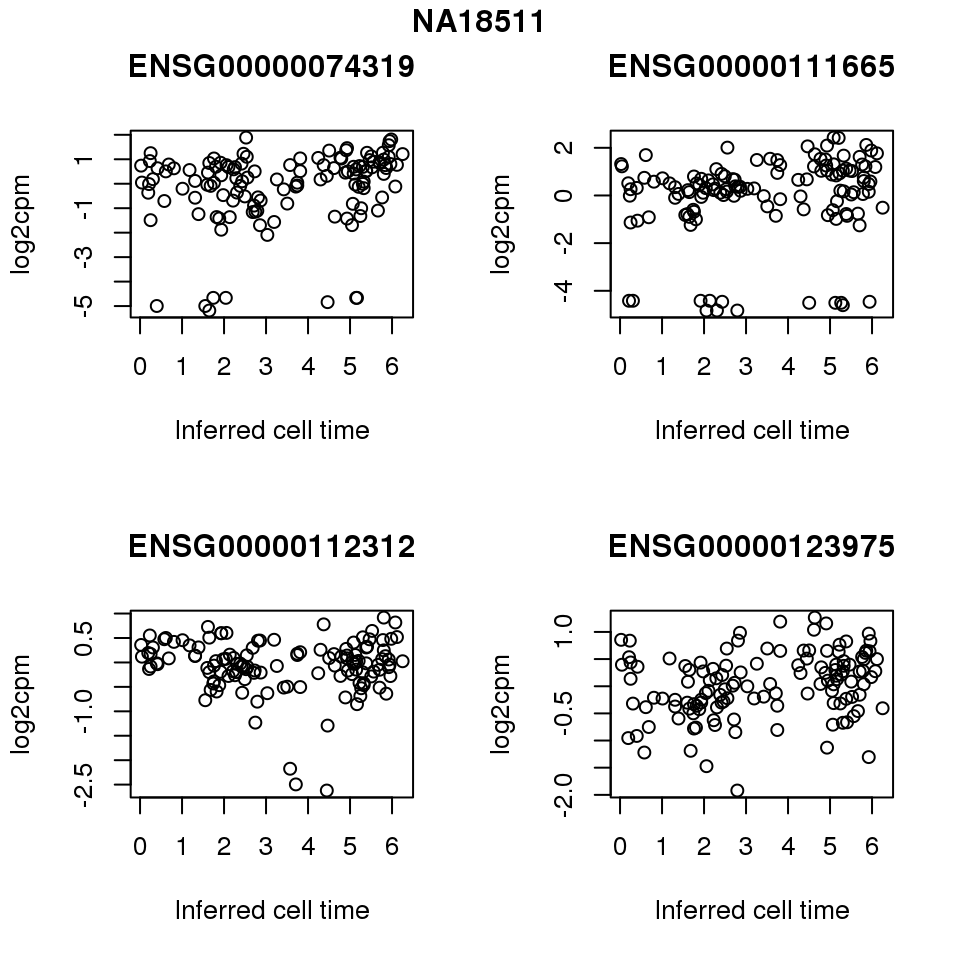 NA18511
ENSG00000074319
log2cpm
1
-1
-3
-5
0 1 2 3 4 5 6
Inferred cell time
ENSG00000111665
log2cpm
2
0
-2
-4
0 1 2 3 4 5 6
Inferred cell time
ENSG00000112312
log2cpm
0.5
-1.0
-2.5
0 1 2 3 4 5 6
Inferred cell time
ENSG00000123975
log2cpm
1.0
-0.5
-2.0
0 1 2 3 4 5 6
Inferred cell time